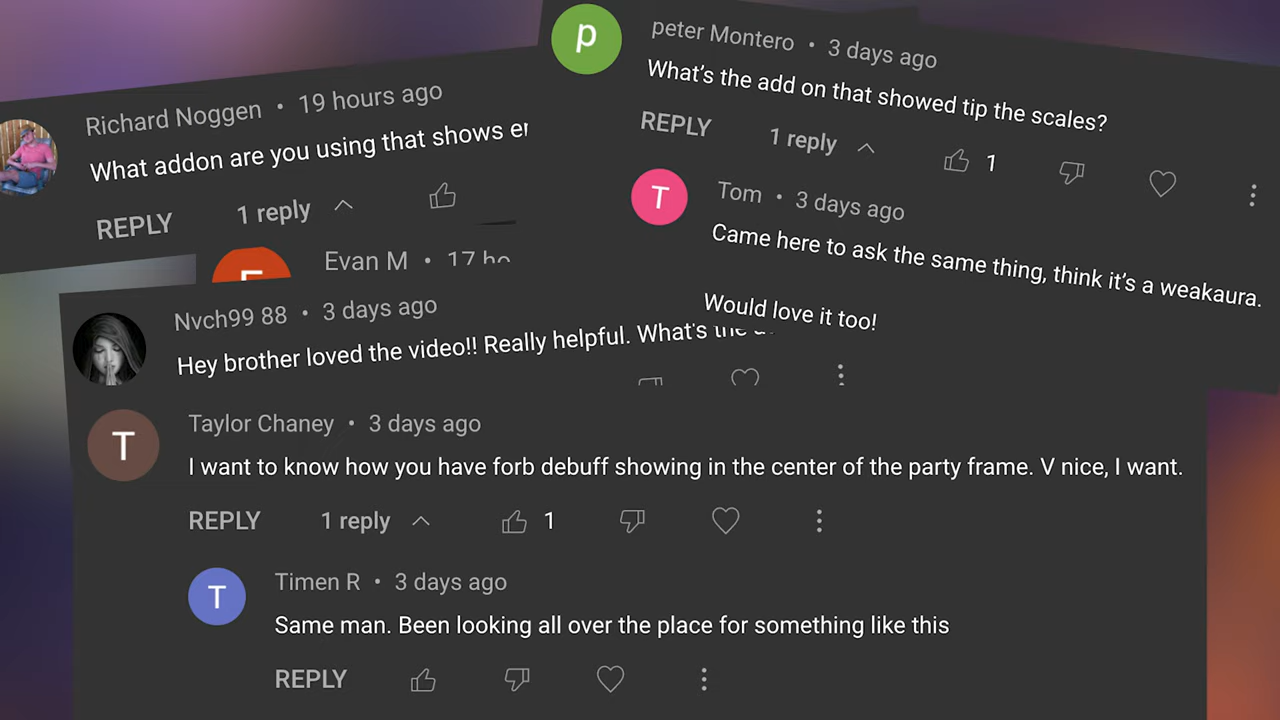 Richard Noggen • 19 hours ago
What addon are you using that shows
REPLY 1 reply
Evan M • 17
p
peter Montero • 3 days ago
What's the add on that showed tip the scales?
REPLY 1 reply 1
T
Tom • 3 days ago
Came here to ask the same thing, think it's a weakaura.
Would love it too!
Nvch99 88 • 3 days ago
Hey brother loved the video!! Really helpful. What's the
T
Taylor Chaney • 3 days ago
I want to know how you have forb debuff showing in the center of the party frame. V nice, I want.
REPLY 1 reply 1
T
Timen R • 3 days ago
Same man. Been looking all over the place for something like this
REPLY